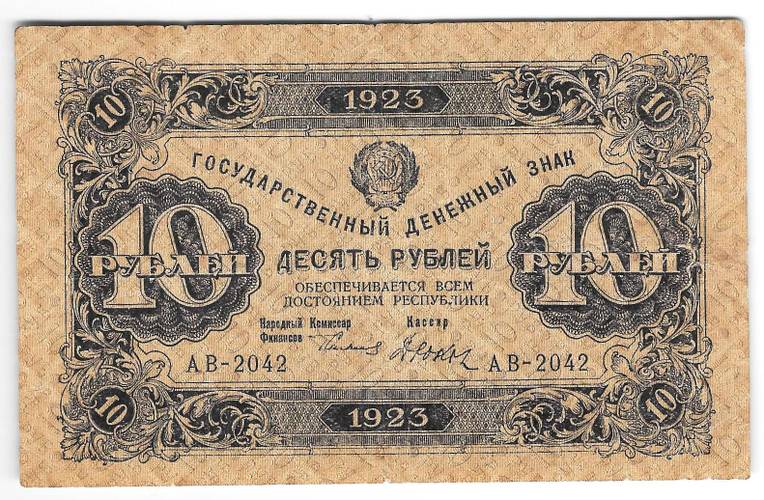 1923
10 10
ГОСУДАРСТВЕННЫЙ ДЕНЕЖНЫЙ ЗНАК
10 РУБЛЕЙ
10 РУБЛЕЙ
ДЕСЯТЬ РУБЛЕЙ
ОБЕСПЕЧИВАЕТСЯ ВСЕМ
ДОСТОЯНИЕМ РЕСПУБЛИКИ
Народный Комиссар Кассир
Финансов
АВ-2042 АВ-2042
10 10
1923